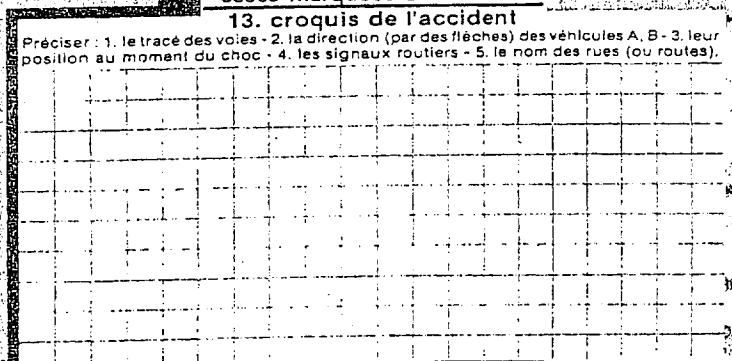 13. croquis de l'accident
Préciser : 1. le tracé des voies - 2. la direction (par des flèches) des véhicules A, B - 3. leur
position au moment du choc - 4. les signaux routiers - 5. le nom des rues (ou routes).